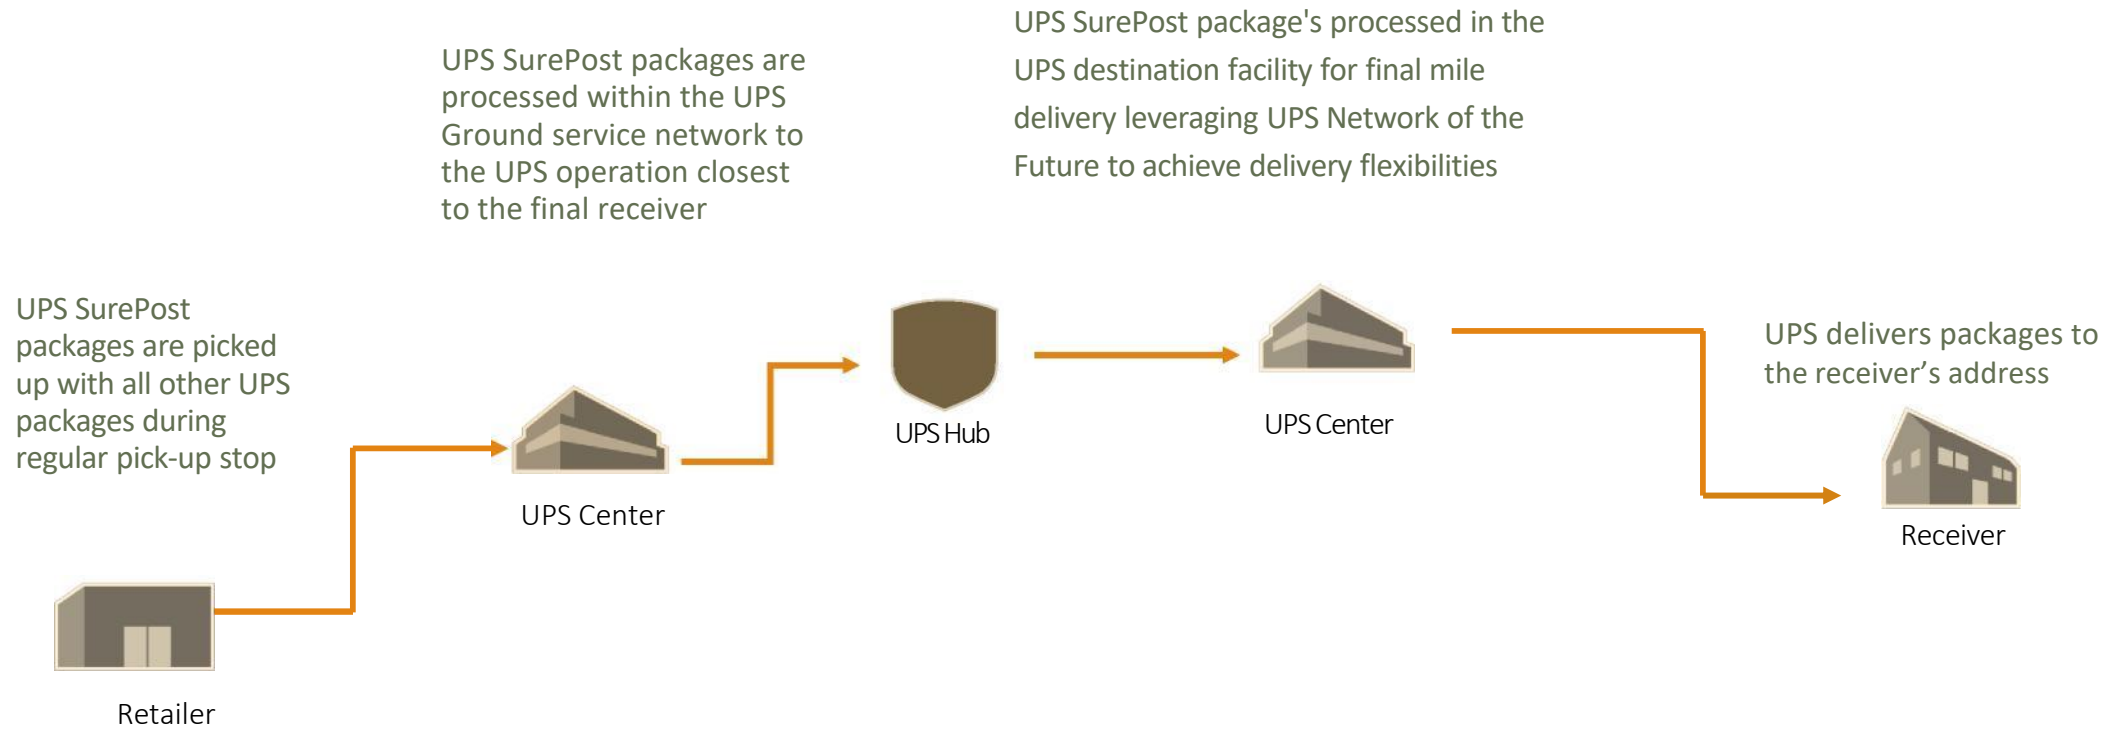 UPS SurePost
packages are picked
up with all other UPS
packages during
regular pick-up stop
Retailer
UPS SurePost packages are
processed within the UPS
Ground service network to
the UPS operation closest
to the final receiver
UPS Center
UPS Hub
UPS SurePost package's processed in the
UPS destination facility for final mile
delivery leveraging UPS Network of the
Future to achieve delivery flexibilities
UPS Center
UPS delivers packages to
the receiver’s address
Receiver